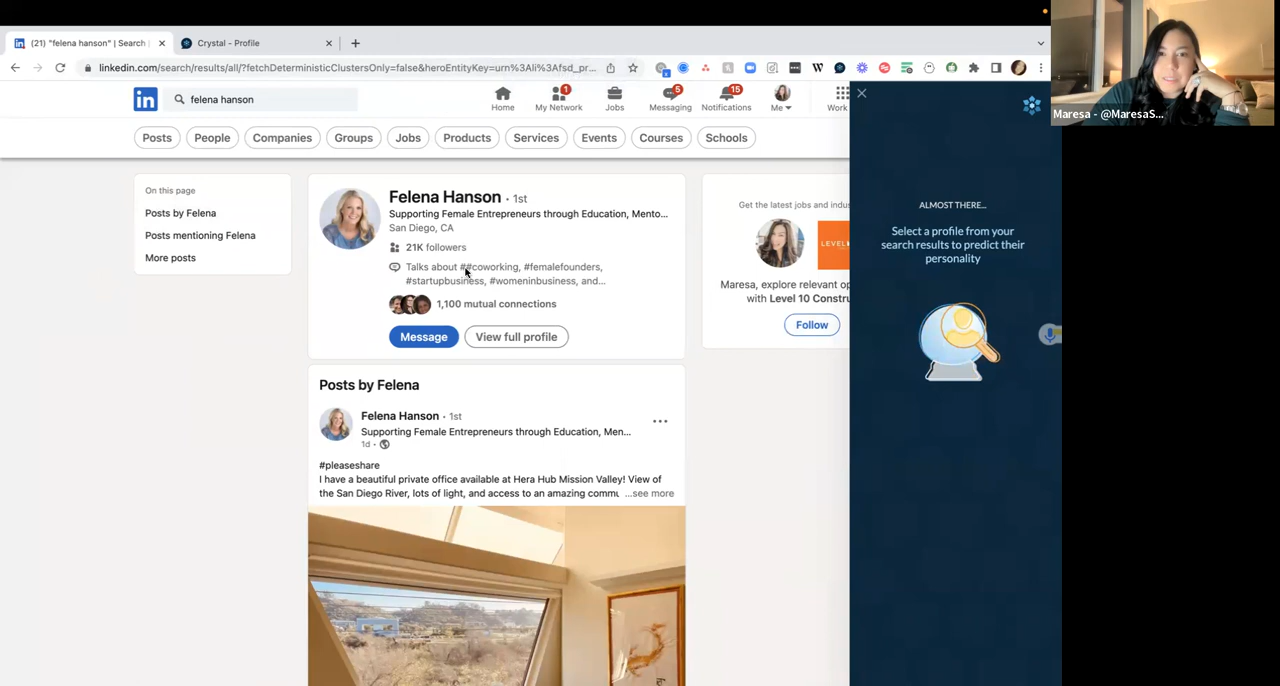 (21) "felena hanson" | Search
Crystal - Profile
linkedin.com/search/results/all/?fetchDeterministicClustersOnly=false&heroEntityKey=urn%3Ali%3Afsd_pr...
Maresa - @MaresaS...
in
felena hanson
Home
1
My Network
Jobs
5
Messaging
15
Notifications
Me
Work
Posts
People
Companies
Groups
Jobs
Products
Services
Events
Courses
Schools
On this page
Posts by Felena
Posts mentioning Felena
More posts
Felena Hanson • 1st
Supporting Female Entrepreneurs through Education, Mento...
San Diego, CA
21K followers
Talks about ##coworking, #femalefounders,
#startupbusiness, #womeninbusiness, and...
1,100 mutual connections
Message
View full profile
Get the latest jobs and indus
LEVEL
Maresa, explore relevant op
with Level 10 Constru
Follow
ALMOST THERE...
Select a profile from your
search results to predict their
personality
Posts by Felena
Felena Hanson • 1st
Supporting Female Entrepreneurs through Education, Men...
1d •
#pleaseshare
I have a beautiful private office available at Hera Hub Mission Valley! View of
the San Diego River, lots of light, and access to an amazing commu ...see more